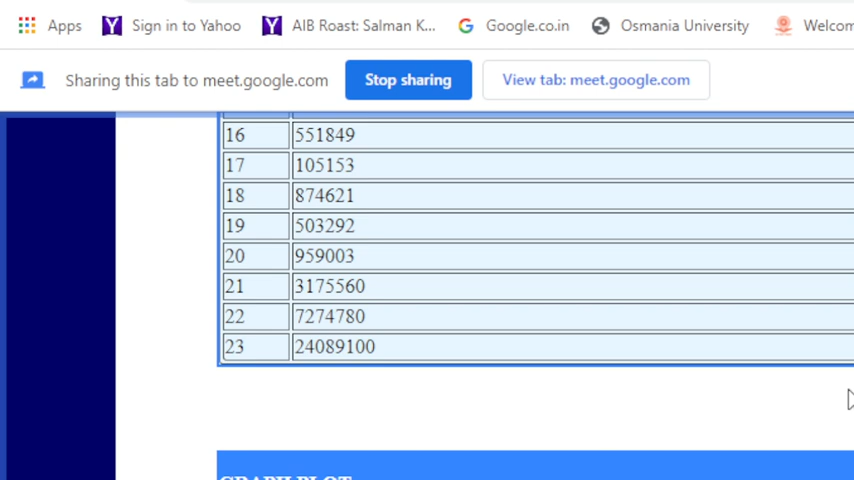 Apps Sign in to Yahoo AIB Roast: Salman K... Google.co.in Osmania University Welcom
Sharing this tab to meet.google.com Stop sharing View tab: meet.google.com
16 551849
17 105153
18 874621
19 503292
20 959003
21 3175560
22 7274780
23 24089100
GRAPH PLOT